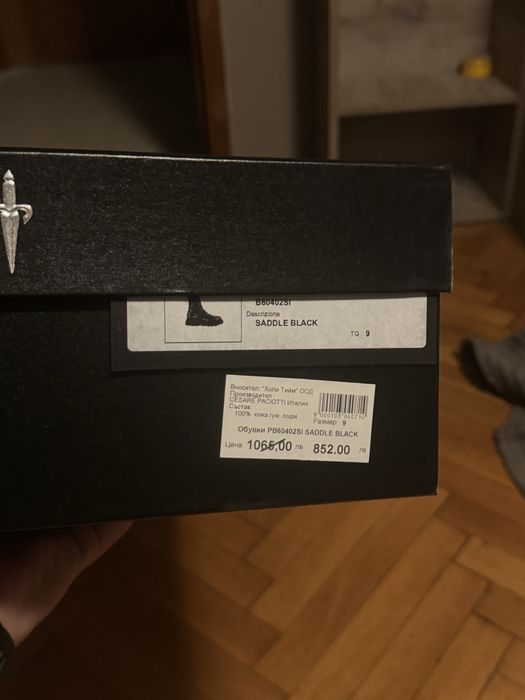 B60402SI
Descrizione
SADDLE BLACK
TG 9
Вносител: "Холи Тийм" ООД
Производител
CESARE PACIOTTI Италия
Състав:
100% кожа гум. подм
8000103040714
Размер 9
Обувки PB60402SI SADDLE BLACK
Цена 1065,00 лв 852.00 лв